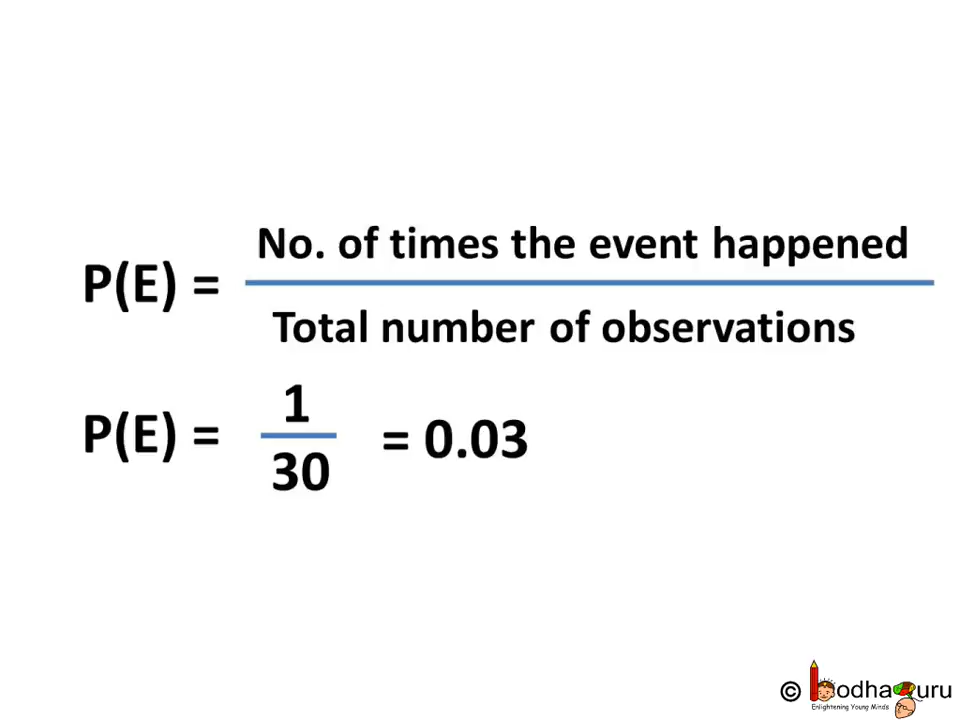 No. of times the event happened
P(E) =
Total number of observations
1
P(E) =
= 0.03
30
© bodhaguru
Enlightening Young Minds